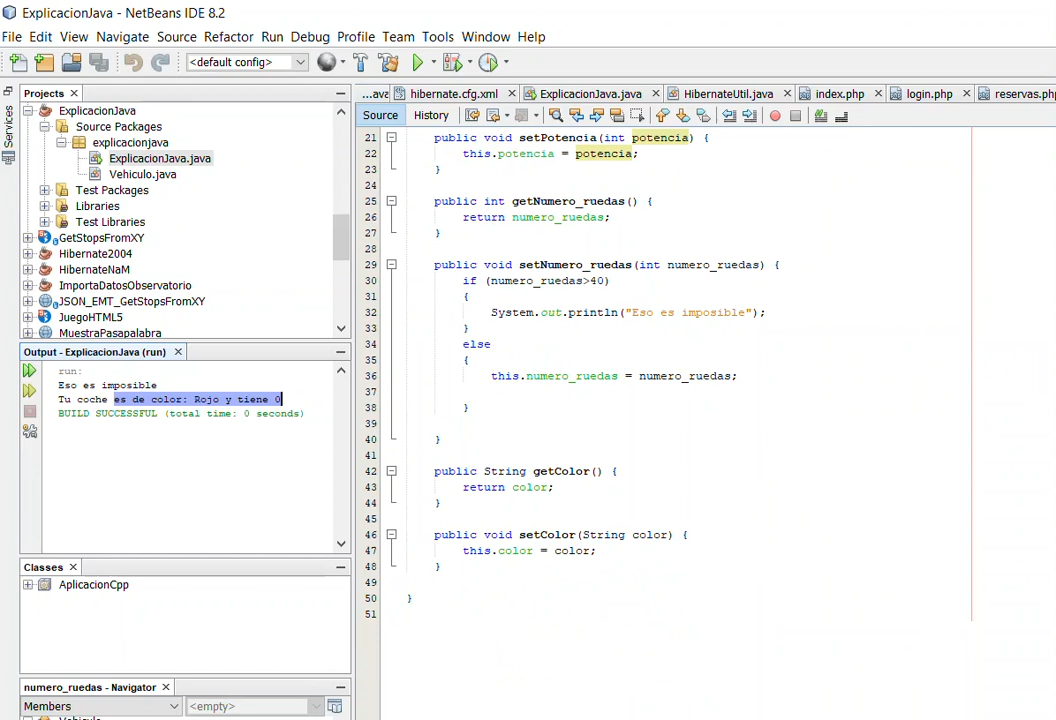 ExplicacionJava - NetBeans IDE 8.2
File Edit View Navigate Source Refactor Run Debug Profile Team Tools Window Help
<default config>
Projects
Services
ExplicacionJava
Source Packages
explicacionjava
ExplicacionJava.java
Vehiculo.java
Test Packages
Libraries
Test Libraries
GetStopsFromXY
Hibernate2004
HibernateNaM
ImportaDatosObservatorio
JSON_EMT_GetStopsFromXY
JuegoHTML5
MuestraPasapalabra
Output - ExplicacionJava (run)
run:
Eso es imposible
Tu coche es de color: Rojo y tiene 0
BUILD SUCCESSFUL (total time: 0 seconds)
Classes
AplicacionCpp
numero_ruedas - Navigator
Members <empty>
...ava hibernate.cfg.xml ExplicacionJava.java HibernateUtil.java index.php login.php reservas.php
Source History
21 public void setPotencia(int potencia) {
22 this.potencia = potencia;
23 }
24
25 public int getNumero_ruedas() {
26 return numero_ruedas;
27 }
28
29 public void setNumero_ruedas(int numero_ruedas) {
30 if (numero_ruedas>40)
31 {
32 System.out.println("Eso es imposible");
33 }
34 else
35 {
36 this.numero_ruedas = numero_ruedas;
37
38 }
39
40 }
41
42 public String getColor() {
43 return color;
44 }
45
46 public void setColor(String color) {
47 this.color = color;
48 }
49
50 }
51